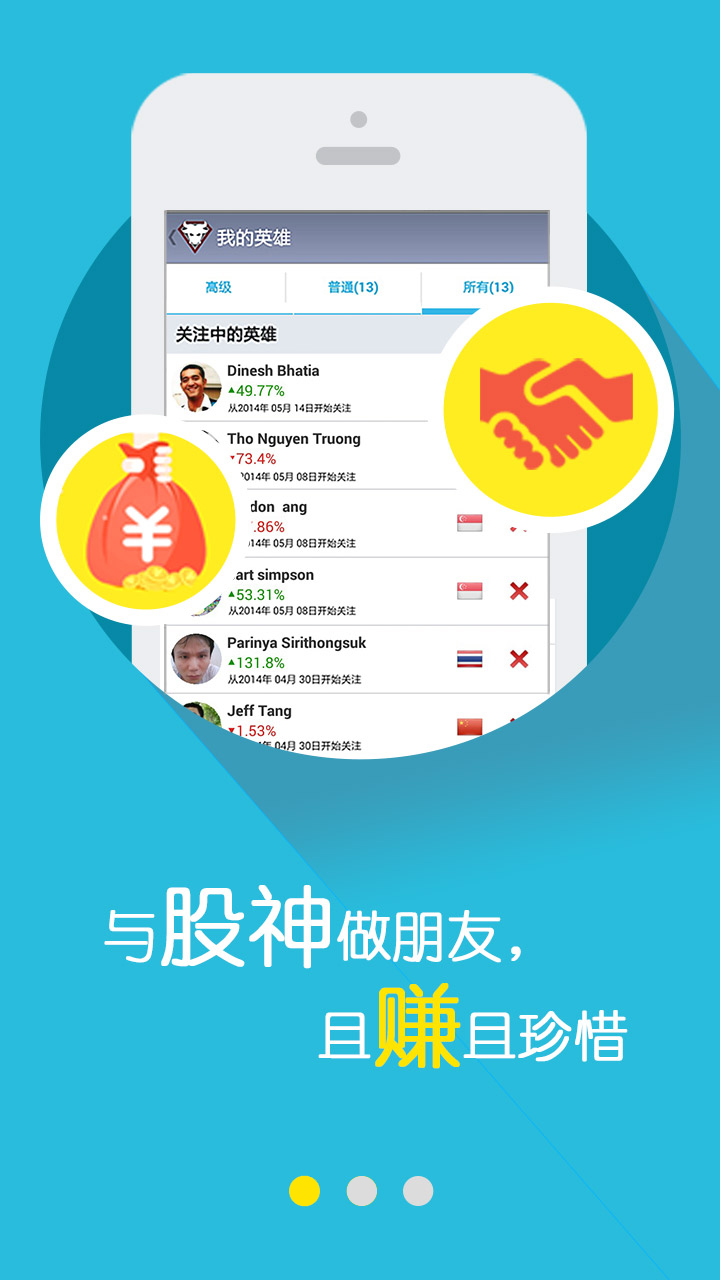 我的英雄
高级
普通(13)
所有(13)
关注中的英雄
Dinesh Bhatia
49.77%
从2014年 05月 14日开始关注
Tho Nguyen Truong
73.4%
2014年 05月 08日开始关注
don ang
.86%
014年 05月 08日开始关注
art simpson
53.31%
从2014年 05月 08日开始关注
Parinya Sirithongsuk
131.8%
从2014年 04月 30日开始关注
Jeff Tang
1.53%
年 04月 30日开始关注
¥
与股神做朋友，
且赚且珍惜